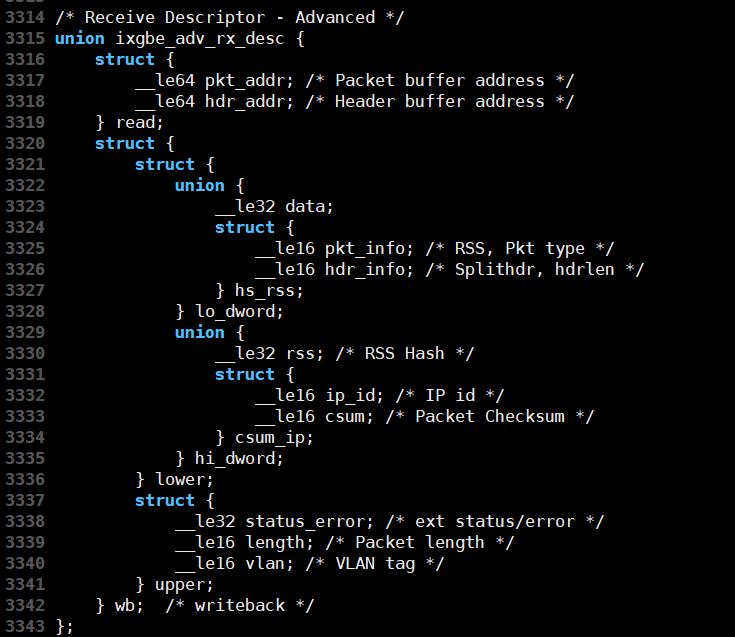 3314 /* Receive Descriptor - Advanced */
3315 union ixgbe_adv_rx_desc {
3316     struct {
3317         __le64 pkt_addr; /* Packet buffer address */
3318         __le64 hdr_addr; /* Header buffer address */
3319     } read;
3320     struct {
3321         struct {
3322             union {
3323                 __le32 data;
3324                 struct {
3325                     __le16 pkt_info; /* RSS, Pkt type */
3326                     __le16 hdr_info; /* Splithdr, hdrlen */
3327                 } hs_rss;
3328             } lo_dword;
3329             union {
3330                 __le32 rss; /* RSS Hash */
3331                 struct {
3332                     __le16 ip_id; /* IP id */
3333                     __le16 csum; /* Packet Checksum */
3334                 } csum_ip;
3335             } hi_dword;
3336         } lower;
3337         struct {
3338             __le32 status_error; /* ext status/error */
3339             __le16 length; /* Packet length */
3340             __le16 vlan; /* VLAN tag */
3341         } upper;
3342     } wb;  /* writeback */
3343 };